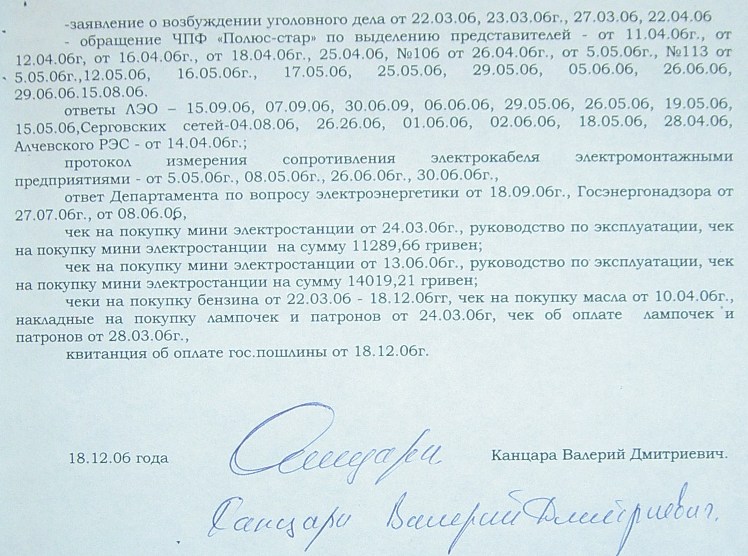 -заявление о возбуждении уголовного дела от 22.03.06, 23.03.06г., 27.03.06, 22.04.06
- обращение ЧПФ «Полюс-стар» по выделению представителей - от 11.04.06г., от
12.04.06г, от 16.04.06г., от 18.04.06г., 25.04.06, №106 от 26.04.06г., от 5.05.06г., №113 от
5.05.06г.,12.05.06, 16.05.06г., 17.05.06, 25.05.06, 29.05.06, 05.06.06, 26.06.06,
29.06.06.15.08.06.
ответы ЛЭО – 15.09.06, 07.09.06, 30.06.09, 06.06.06, 29.05.06, 26.05.06, 19.05.06,
15.05.06,Серговских сетей-04.08.06, 26.26.06, 01.06.06, 02.06.06, 18.05.06, 28.04.06,
Алчевского РЭС - от 14.04.06г.;
протокол измерения сопротивления электрокабеля электромонтажными
предприятиями - от 5.05.06г., 08.05.06г., 26.06.06г., 30.06.06г.,
ответ Департамента по вопросу электроэнергетики от 18.09.06г., Госэнергонадзора от
27.07.06г., от 08.06.06,
чек на покупку мини электростанции от 24.03.06г., руководство по эксплуатации, чек
на покупку мини электростанции на сумму 11289,66 гривен;
чек на покупку мини электростанции от 13.06.06г., руководство по эксплуатации, чек
на покупку мини электростанции на сумму 14019,21 гривен;
чеки на покупку бензина от 22.03.06 - 18.12.06гг, чек на покупку масла от 10.04.06г.,
накладные на покупку лампочек и патронов от 24.03.06г, чек об оплате лампочек и
патронов от 28.03.06г.,
квитанция об оплате гос.пошлины от 18.12.06г.
18.12.06 года Канцара Валерий Дмитриевич.
Канцара Валерий Дмитриевич.